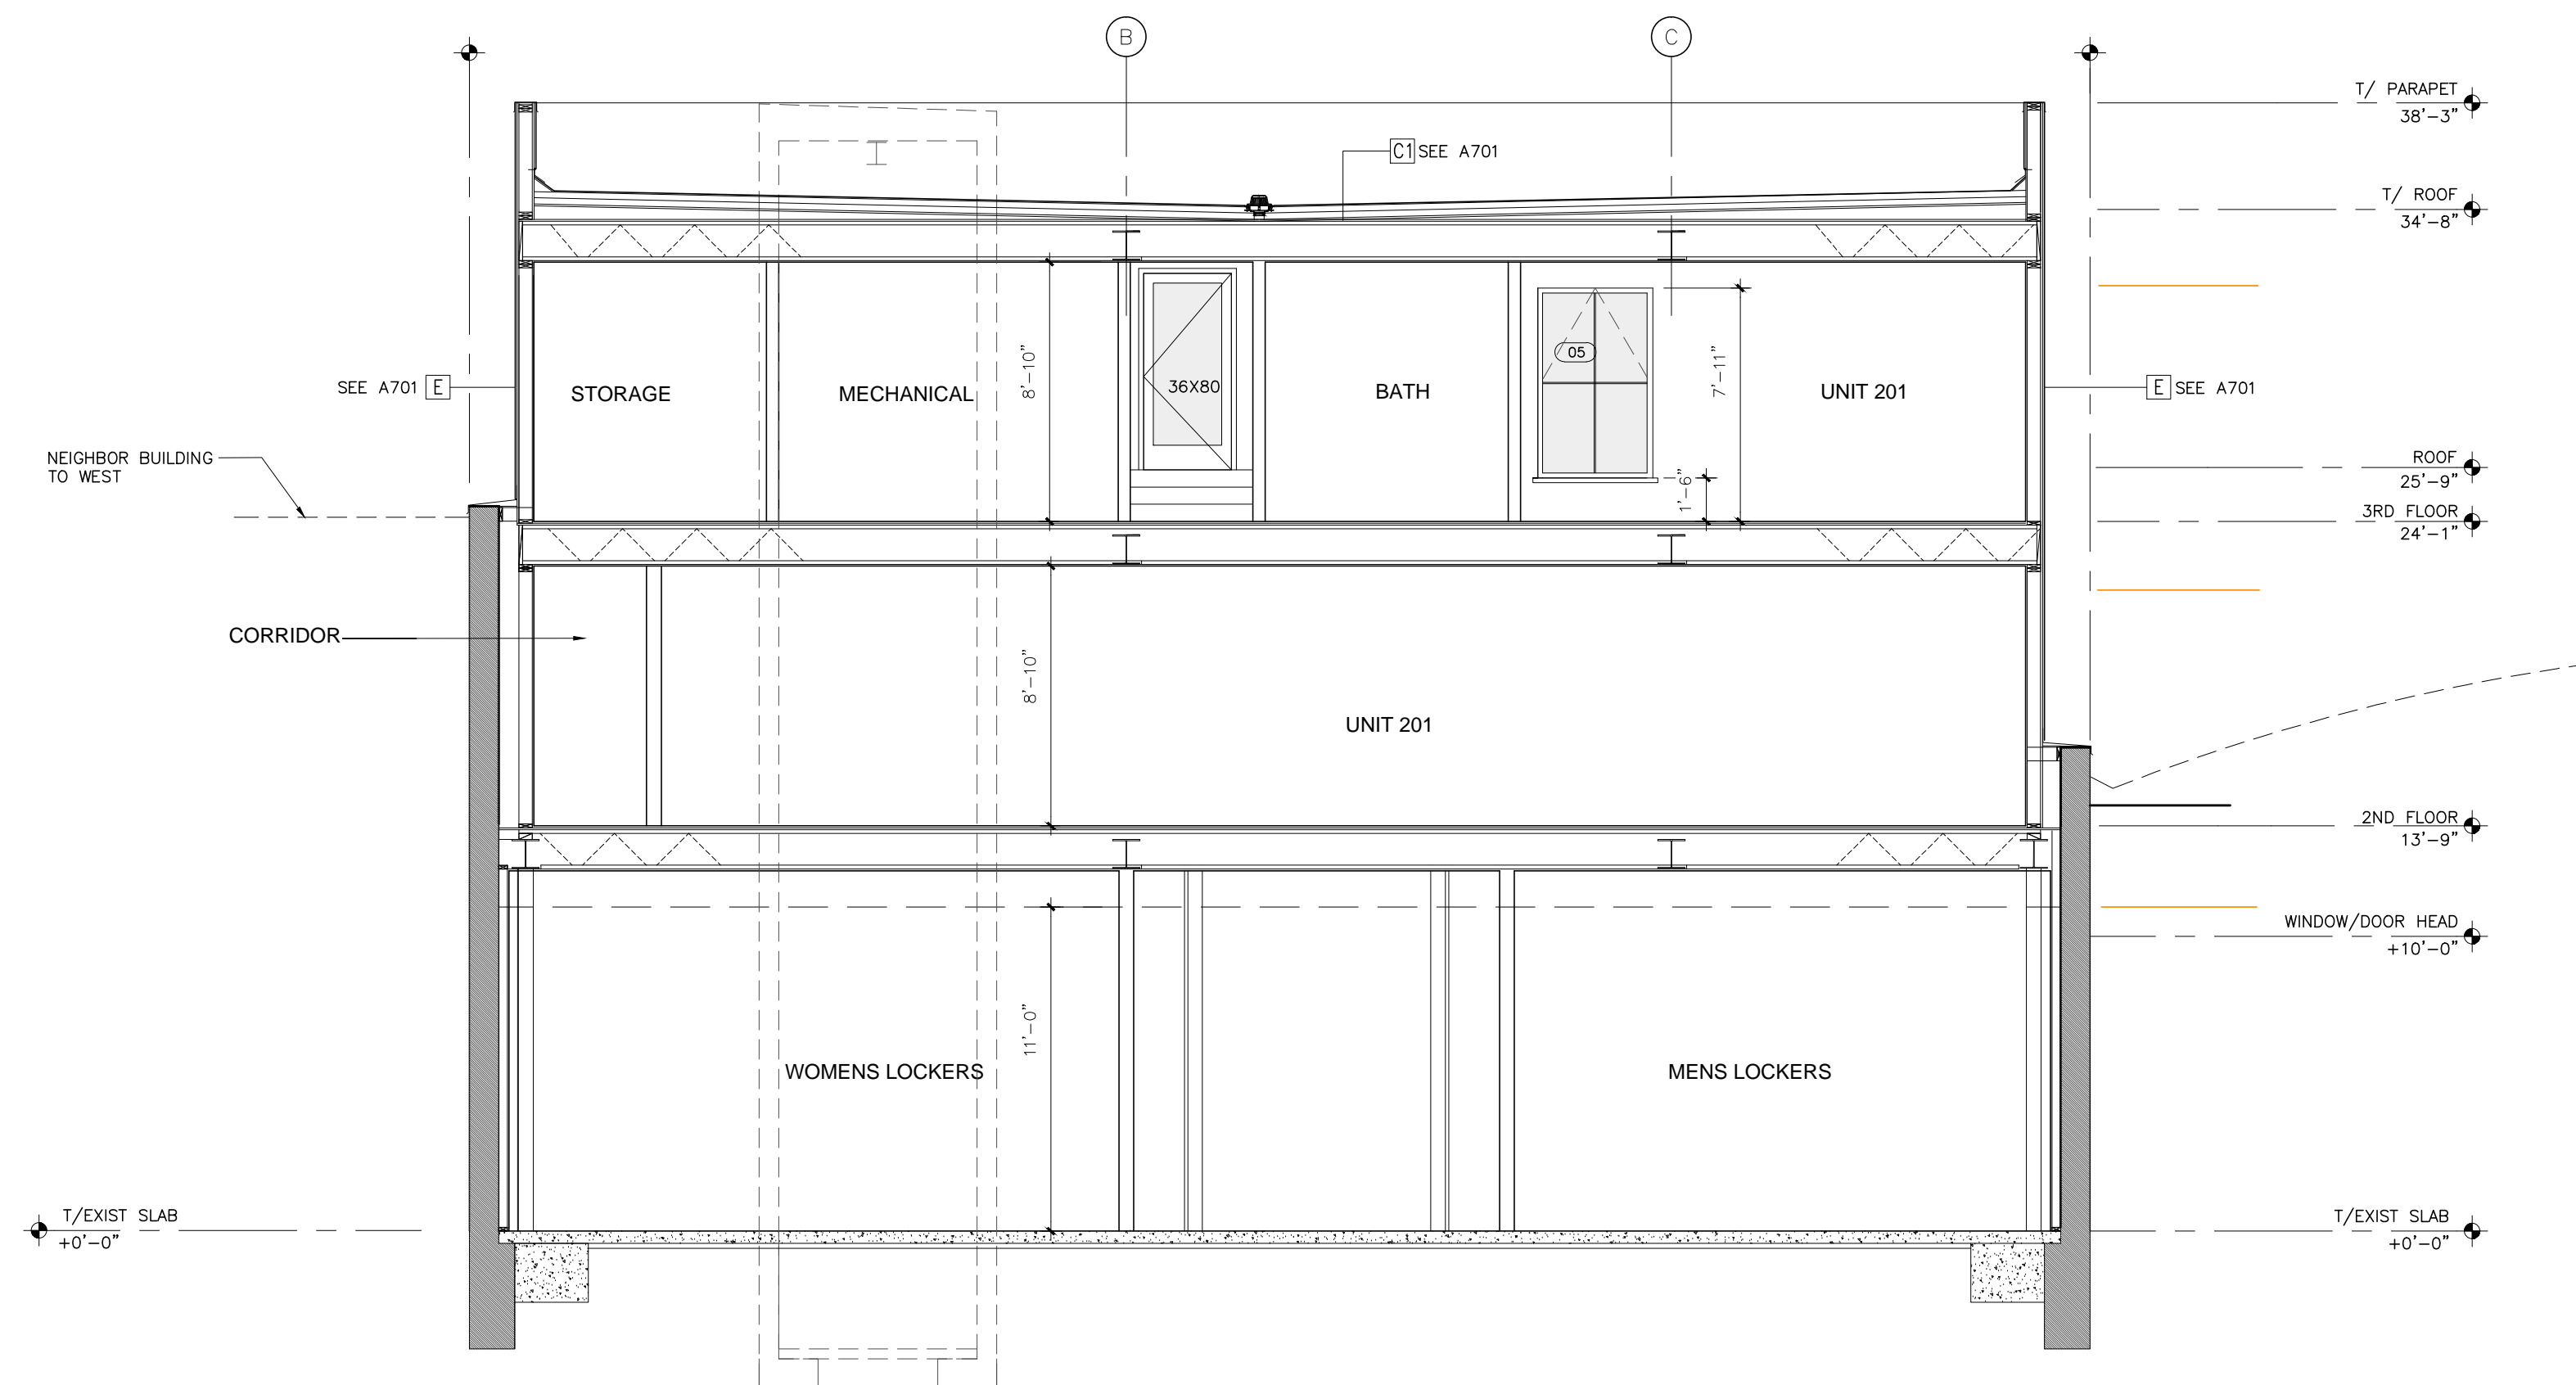 B
C
T/ PARAPET
38'-3"
C1 SEE A701
T/ ROOF
34'-8"
8'-10"
36X80
05
7'-11"
1'-6"
STORAGE
MECHANICAL
BATH
UNIT 201
SEE A701 E
E SEE A701
NEIGHBOR BUILDING
TO WEST
ROOF
25'-9"
3RD FLOOR
24'-1"
CORRIDOR
8'-10"
UNIT 201
2ND FLOOR
13'-9"
WINDOW/DOOR HEAD
+10'-0"
11'-0"
WOMENS LOCKERS
MENS LOCKERS
T/EXIST SLAB
+0'-0"
T/EXIST SLAB
+0'-0"